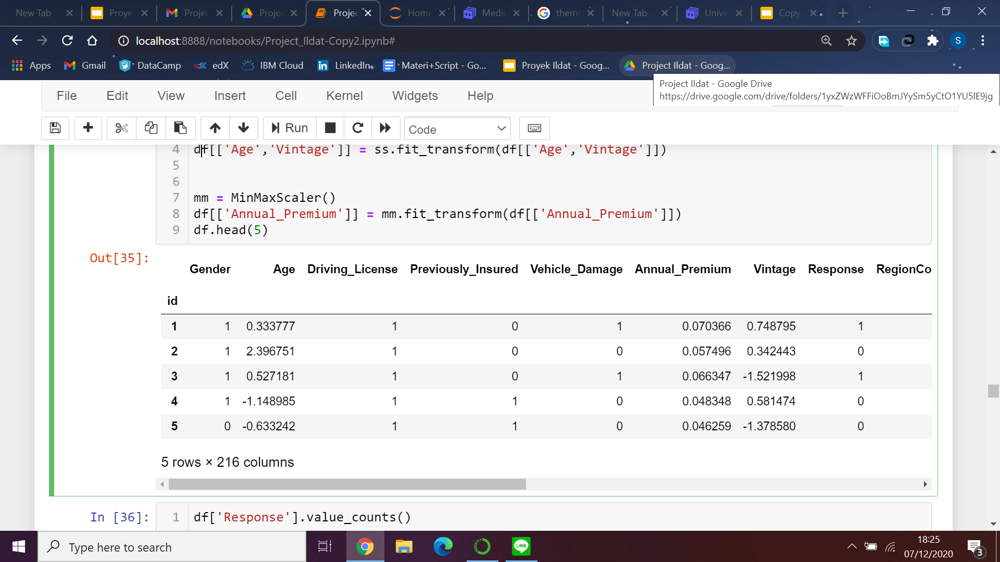 New Tab
Proye
Projec
Projec
Projec
Home
Medic
them
New Tab
Unive
Copy
localhost:8888/notebooks/Project_Ildat-Copy2.ipynb#
S
Apps
Gmail
DataCamp
edX
IBM Cloud
LinkedIn
Materi+Script - Go...
Proyek Ildat - Goog...
Project Ildat - Goog...
Project Ildat - Google Drive
https://drive.google.com/drive/folders/1yxZWzWFFiOoBmJYySm5yCtO1YU5lE9jg
File Edit View Insert Cell Kernel Widgets Help
Run
Code
4 df[['Age','Vintage']] = ss.fit_transform(df[['Age','Vintage']])
5
6
7 mm = MinMaxScaler()
8 df[['Annual_Premium']] = mm.fit_transform(df[['Annual_Premium']])
9 df.head(5)
Out[35]:
Gender Age Driving_License Previously_Insured Vehicle_Damage Annual_Premium Vintage Response RegionCo
id
1 1 0.333777 1 0 1 0.070366 0.748795 1
2 1 2.396751 1 0 0 0.057496 0.342443 0
3 1 0.527181 1 0 1 0.066347 -1.521998 1
4 1 -1.148985 1 1 0 0.048348 0.581474 0
5 0 -0.633242 1 1 0 0.046259 -1.378580 0
5 rows × 216 columns
In [36]: 1 df['Response'].value_counts()
Type here to search
LINE
18:25
07/12/2020
3